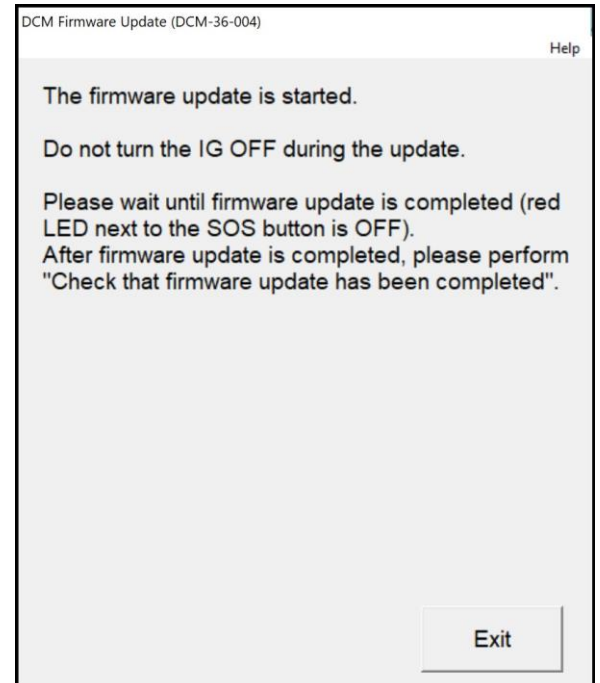 DCM Firmware Update (DCM-36-004)
Help
The firmware update is started.
Do not turn the IG OFF during the update.
Please wait until firmware update is completed (red
LED next to the SOS button is OFF).
After firmware update is completed, please perform
"Check that firmware update has been completed".
Exit